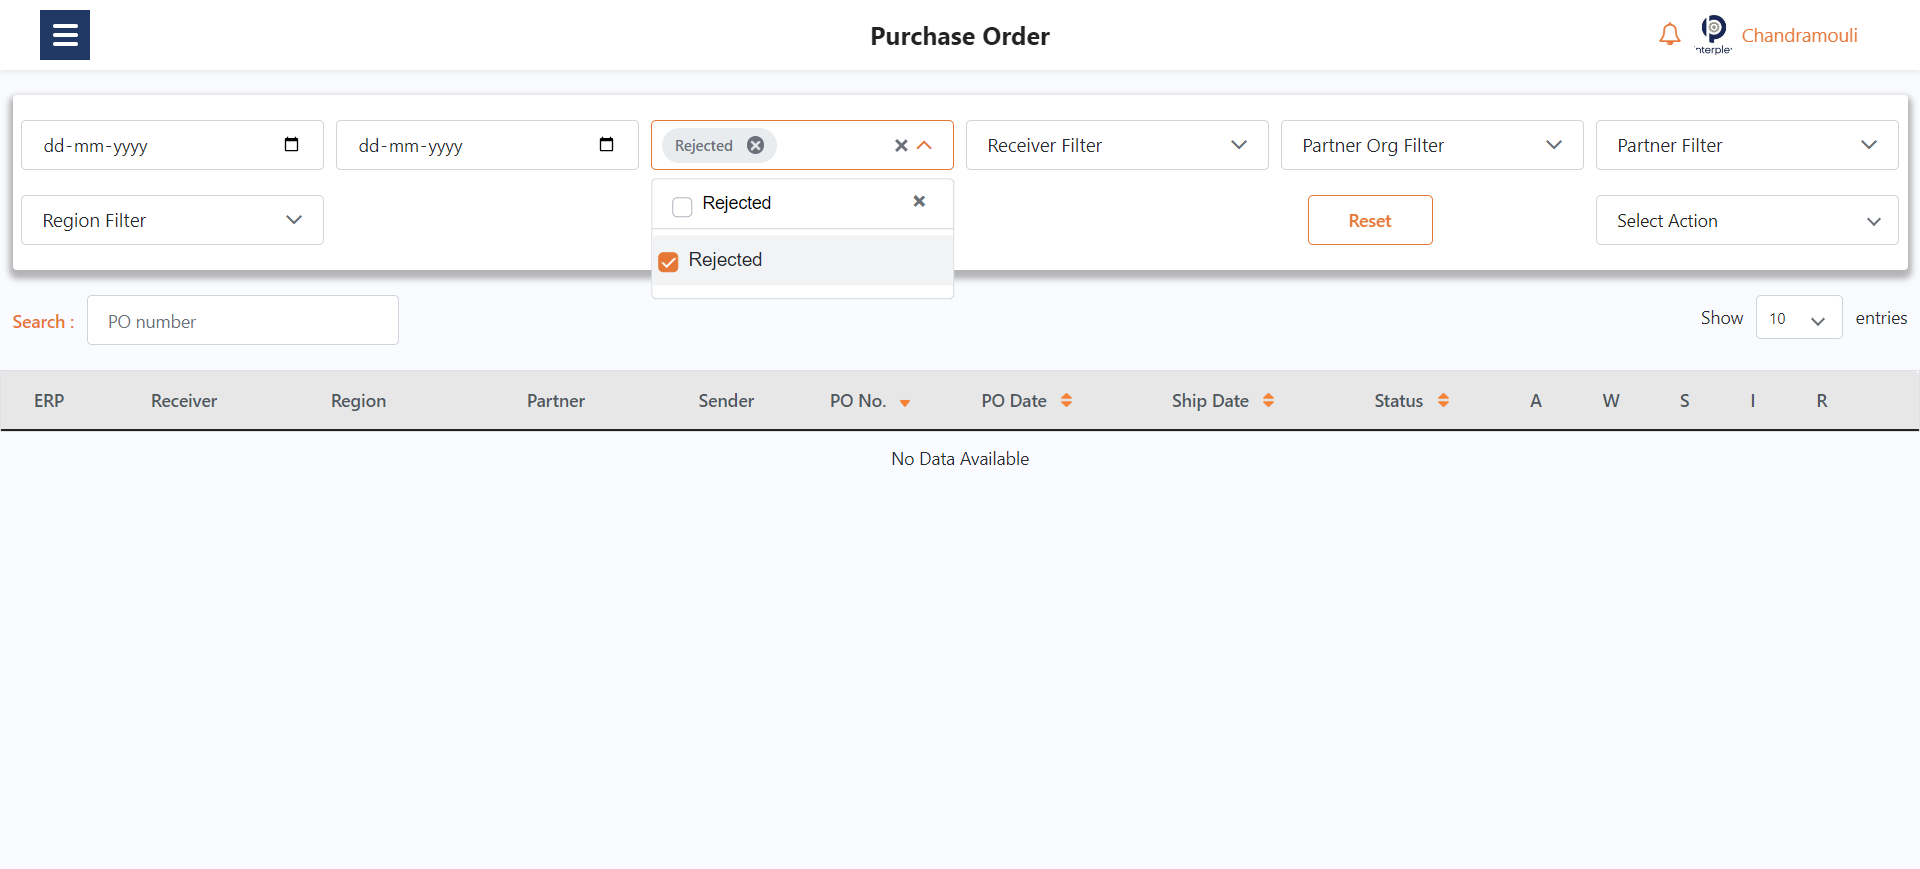 Purchase Order
nterple
Chandramouli
dd-mm-yyyy
dd-mm-yyyy
Rejected
Receiver Filter
Partner Org Filter
Partner Filter
Region Filter
Rejected
Reset
Select Action
Rejected
Search :
PO number
Show 10 entries
ERP Receiver Region Partner Sender PO No. PO Date Ship Date Status A W S I R
No Data Available